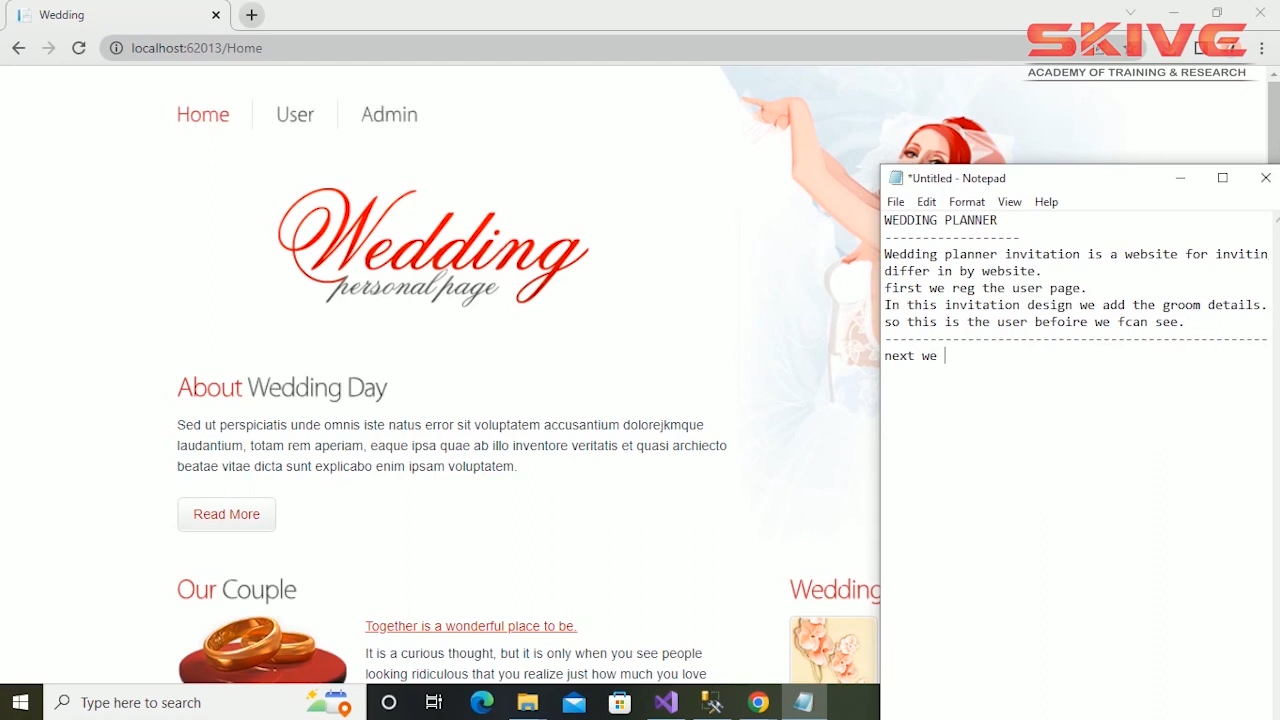 Wedding
localhost:62013/Home
SKIVE
ACADEMY OF TRAINING & RESEARCH
Home
User
Admin
Wedding
personal page
About Wedding Day
Sed ut perspiciatis unde omnis iste natus error sit voluptatem accusantium dolorejkmque
laudantium, totam rem aperiam, eaque ipsa quae ab illo inventore veritatis et quasi archiecto
beatae vitae dicta sunt explicabo enim ipsam voluptatem.
Read More
Our Couple
Together is a wonderful place to be.
It is a curious thought, but it is only when you see people
looking ridiculous that you realize just how much you love
Wedding
*Untitled - Notepad
File Edit Format View Help
WEDDING PLANNER
------------------
Wedding planner invitation is a website for invitin
differ in by website.
first we reg the user page.
In this invitation design we add the groom details.
so this is the user befoire we fcan see.
---------------------------------------------------
next we
Type here to search